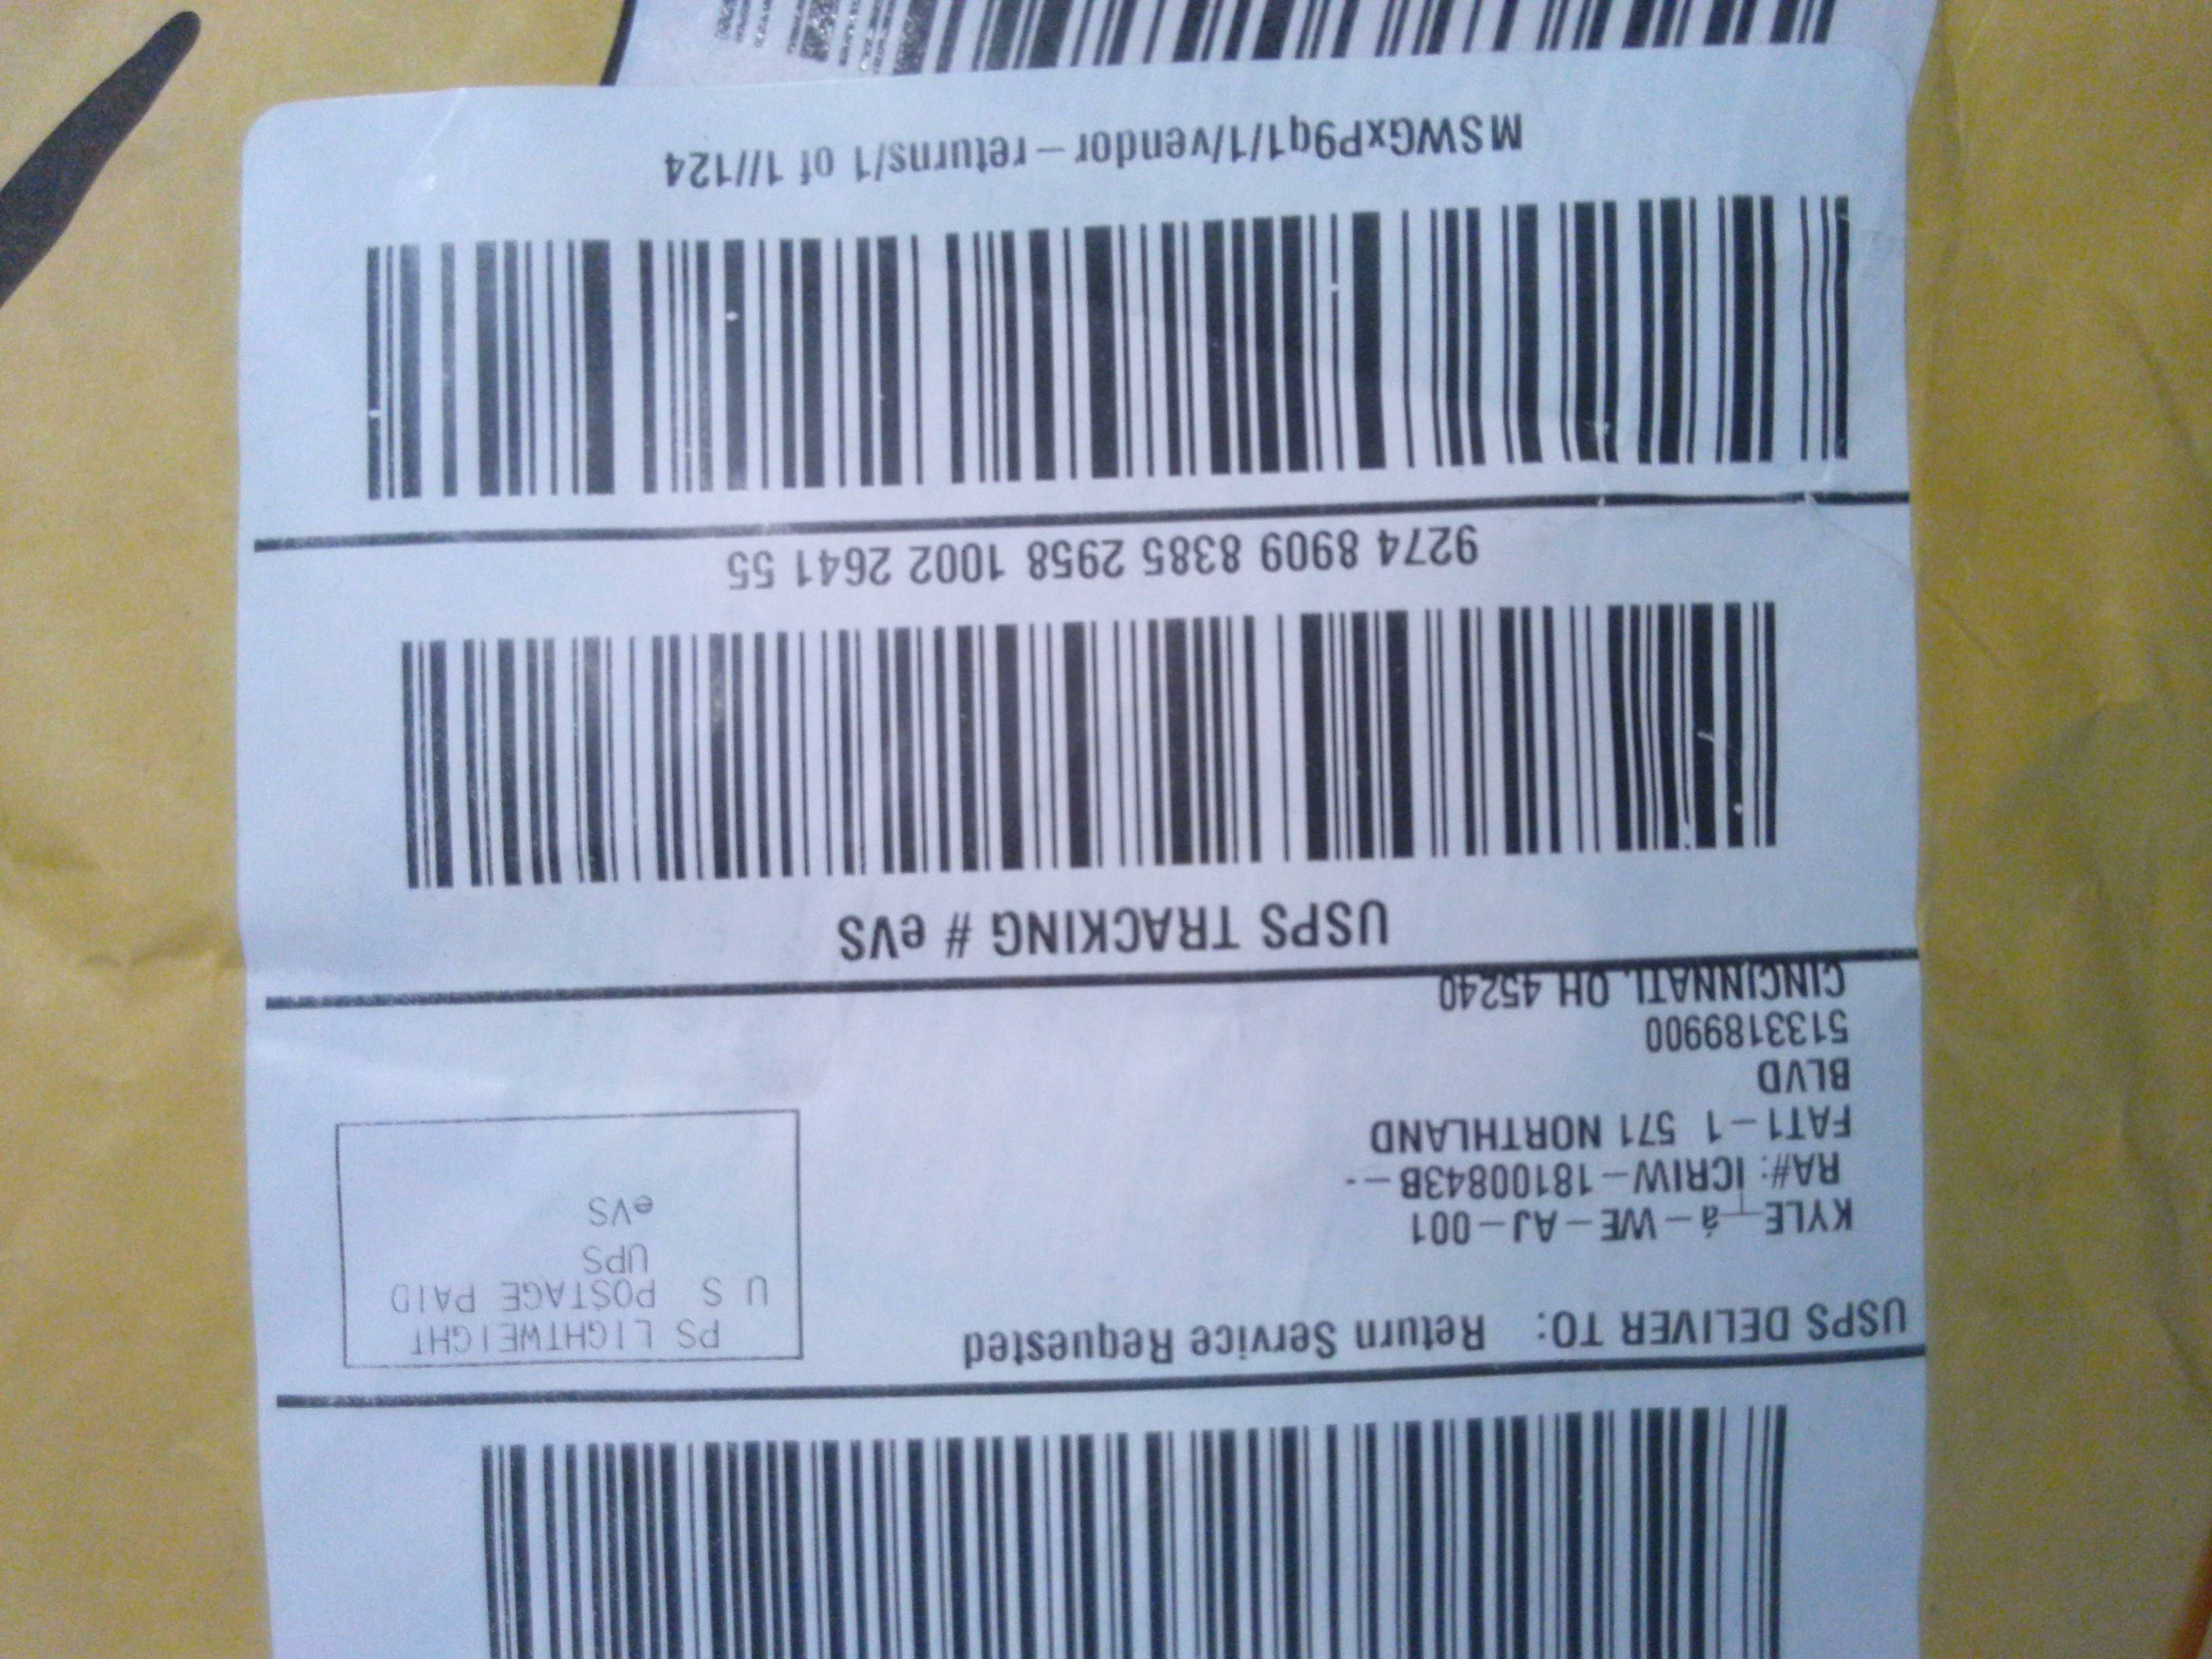 USPS DELIVER TO: Return Service Requested
PS LIGHTWEIGHT
U S POSTAGE PAID
UPS
eVS
KYLE - â - WE - AJ - 001
RA#: ICRIW - 18100843B - -
FAT1 - 1 571 NORTHLAND
BLVD
5133189900
CINCINNATI, OH 45240
USPS TRACKING # eVS
9274 8909 8385 2958 1002 2641 55
MSWGxP9q1/1/vendor - returns/1 of 1//124